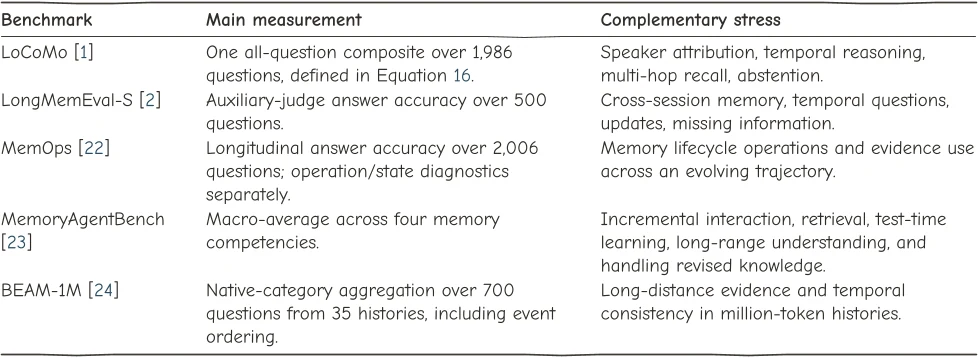 Benchmark Main measurement Complementary stress
LoCoMo [1] One all-question composite over 1,986 Speaker attribution, temporal reasoning,
questions, defined in Equation 16. multi-hop recall, abstention.
LongMemEval-S [2] Auxiliary-judge answer accuracy over 500 Cross-session memory, temporal questions,
questions. updates, missing information.
MemOps [22] Longitudinal answer accuracy over 2,006 Memory lifecycle operations and evidence use
questions; operation/state diagnostics across an evolving trajectory.
separately.
MemoryAgentBench Macro-average across four memory Incremental interaction, retrieval, test-time
[23] competencies. learning, long-range understanding, and
handling revised knowledge.
BEAM-1M [24] Native-category aggregation over 700 Long-distance evidence and temporal
questions from 35 histories, including event consistency in million-token histories.
ordering.